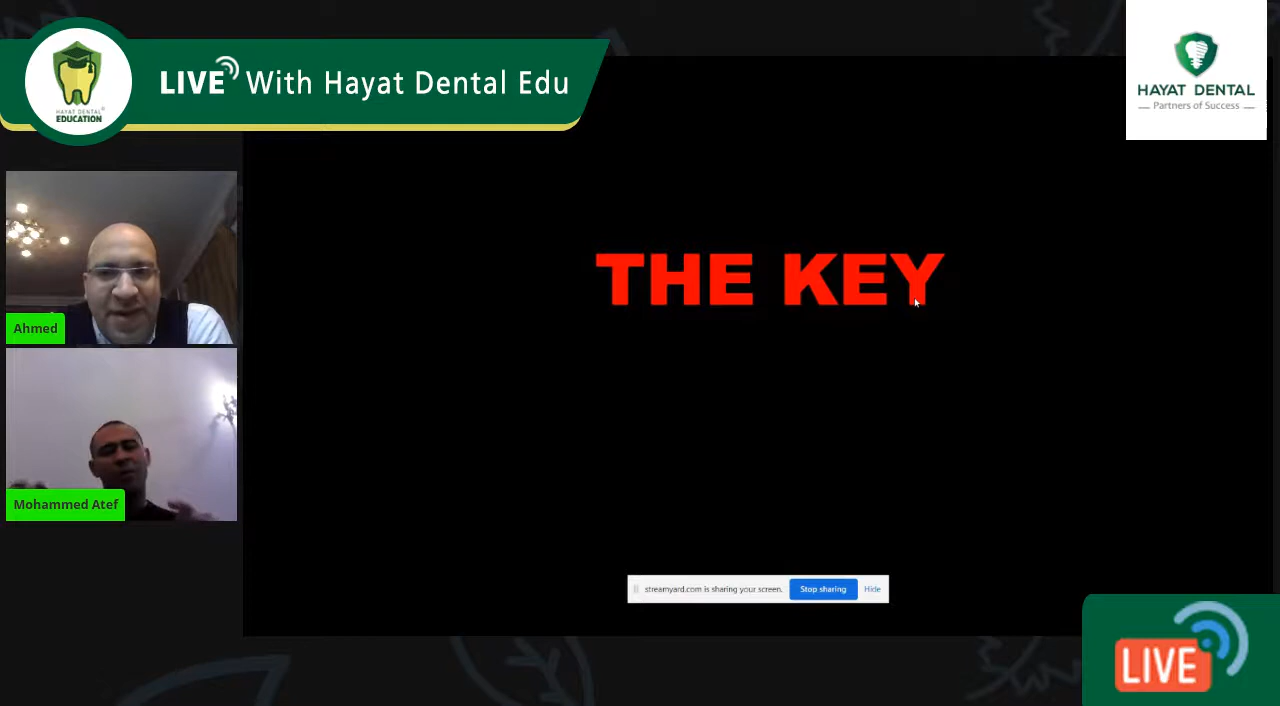 HAYAT DENTAL
EDUCATION
LIVE With Hayat Dental Edu
HAYAT DENTAL
Partners of Success
Ahmed
THE KEY
Mohammed Atef
streamyard.com is sharing your screen.
Stop sharing
Hide
LIVE